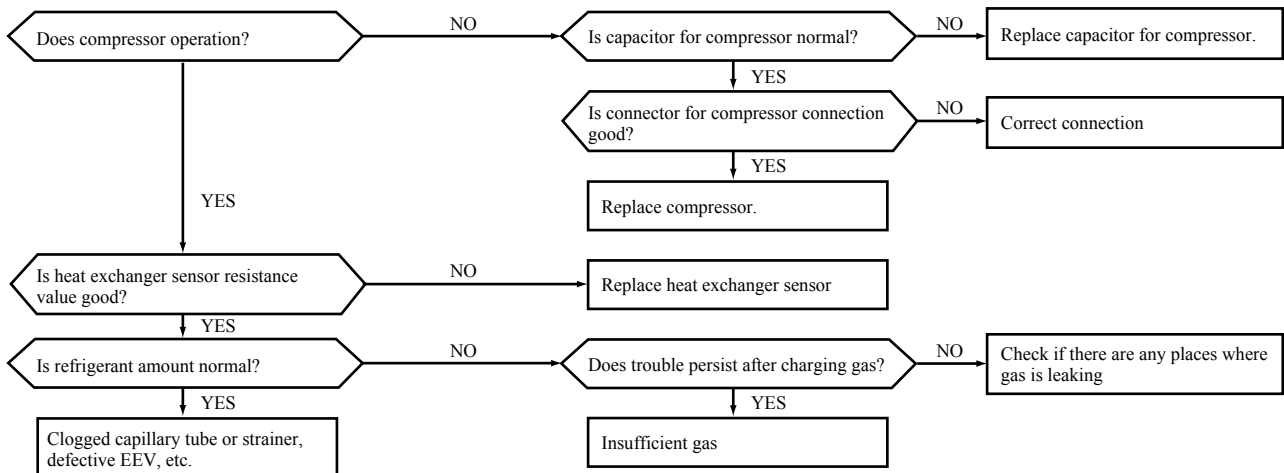 Does compressor operation?
NO
Is capacitor for compressor normal?
NO
Replace capacitor for compressor.
YES
Is connector for compressor connection
good?
NO
Correct connection
YES
YES
Replace compressor.
Is heat exchanger sensor resistance
value good?
NO
Replace heat exchanger sensor
YES
Is refrigerant amount normal?
NO
Does trouble persist after charging gas?
NO
Check if there are any places where
gas is leaking
YES
YES
Clogged capillary tube or strainer,
defective EEV, etc.
Insufficient gas